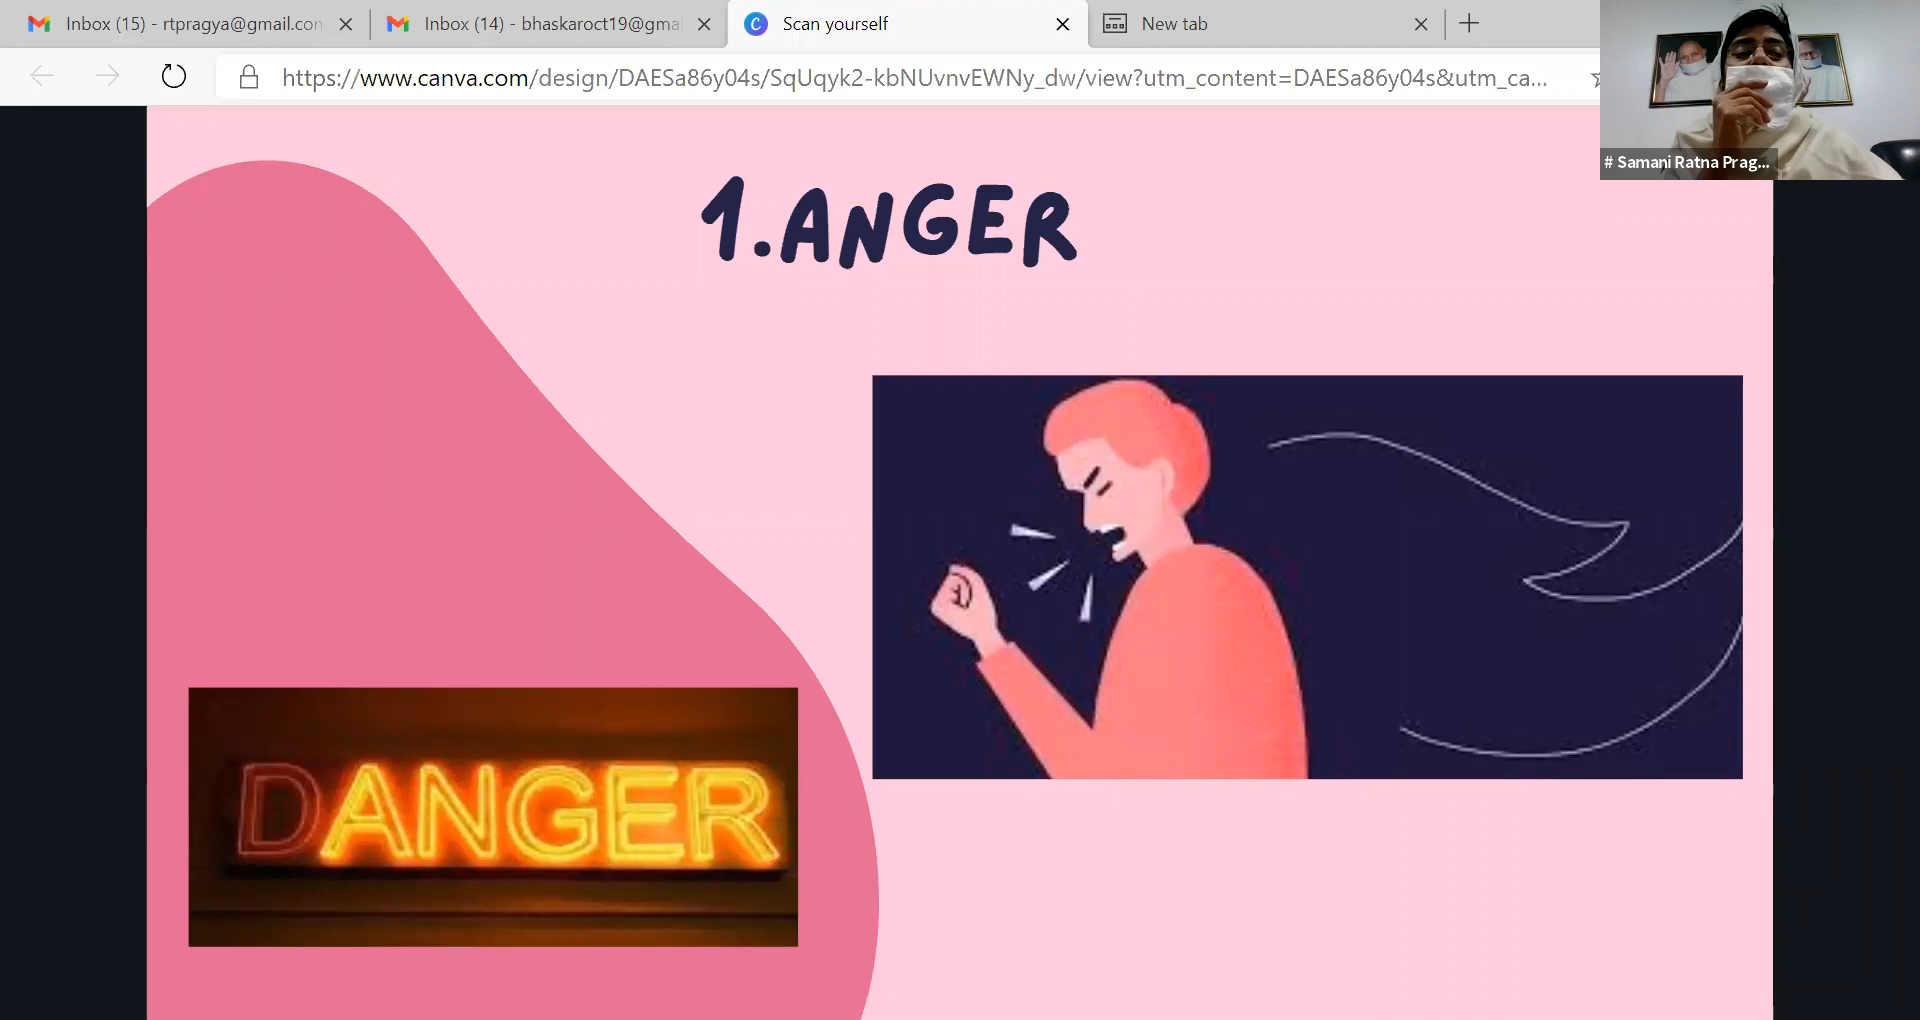 Inbox (15) - rtpragya@gmail.con
Inbox (14) - bhaskaroct19@gma
Scan yourself
New tab
https://www.canva.com/design/DAESa86y04s/SqUqyk2-kbNUvnvEWNy_dw/view?utm_content=DAESa86y04s&utm_ca...
# Samani Ratna Prag...
1.ANGER
DANGER